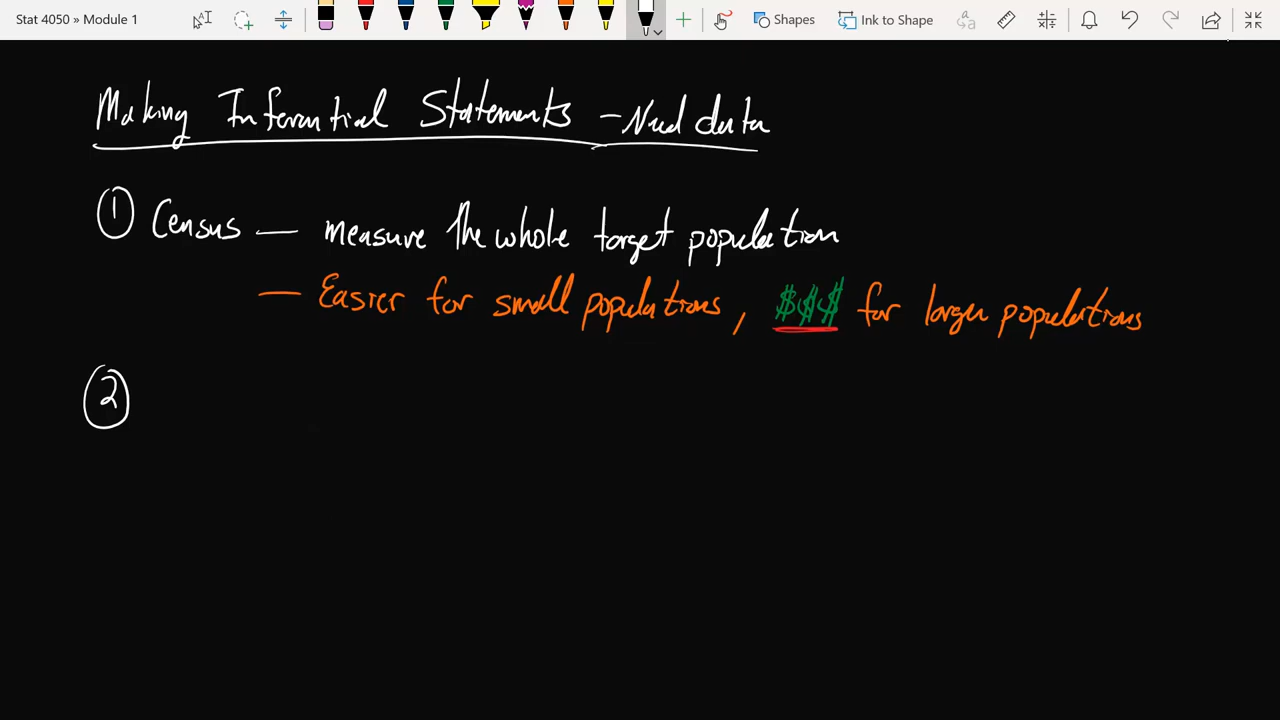 Stat 4050 » Module 1
Shapes
Ink to Shape
Making Inferential Statements - Need data
① Census — measure the whole target population
— Easier for small populations, $$$ for larger populations
②